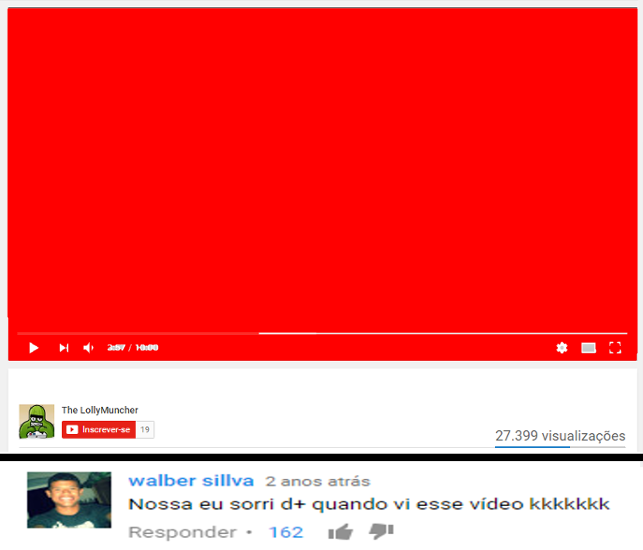 2:57 / 10:00
The LollyMuncher
Inscrever-se 19
27.399 visualizações
walber sillva 2 anos atrás
Nossa eu sorri d+ quando vi esse vídeo kkkkkkk
Responder • 162